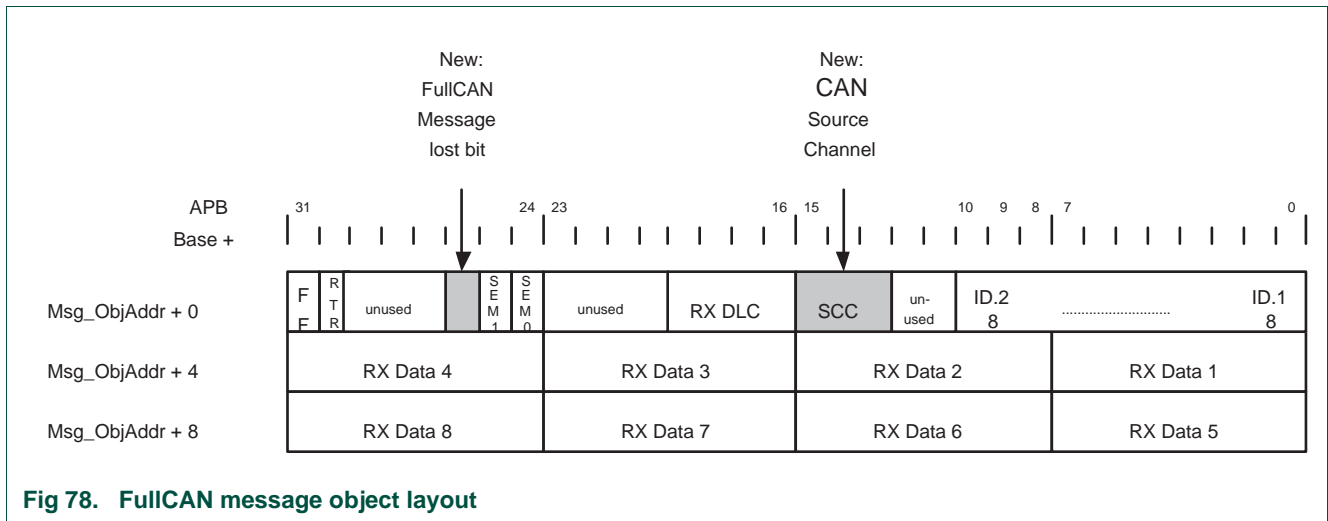 New:
FullCAN
Message
lost bit
New:
CAN
Source
Channel
APB
Base +
31 24 23 16 15 10 9 8 7 0
Msg_ObjAddr + 0
F
F
R
T
R
unused
S
E
M
1
S
E
M
0
unused
RX DLC
SCC
un-
used
ID.2
8
............................
ID.1
8
Msg_ObjAddr + 4 RX Data 4 RX Data 3 RX Data 2 RX Data 1
Msg_ObjAddr + 8 RX Data 8 RX Data 7 RX Data 6 RX Data 5
Fig 78. FullCAN message object layout